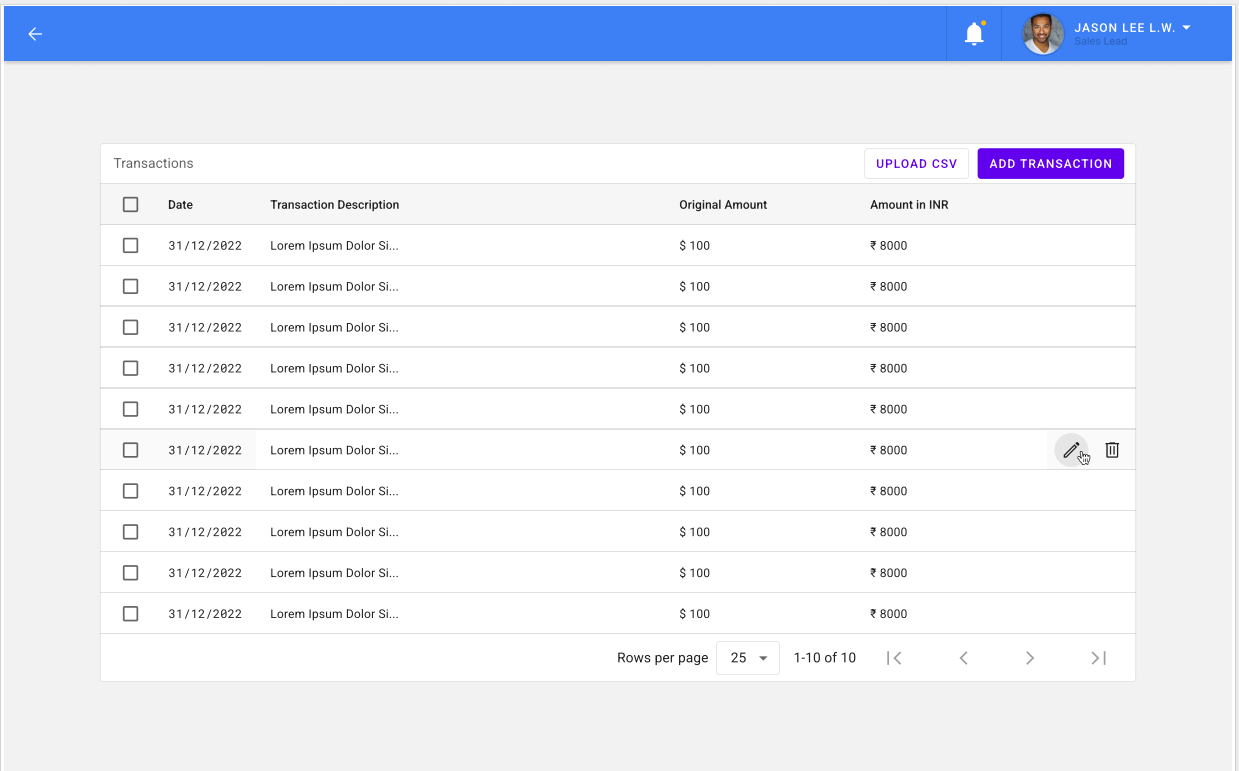 JASON LEE L.W.
Sales Lead
Transactions UPLOAD CSV ADD TRANSACTION
Date Transaction Description Original Amount Amount in INR
31/12/2022 Lorem Ipsum Dolor Si... $ 100 ₹ 8000
31/12/2022 Lorem Ipsum Dolor Si... $ 100 ₹ 8000
31/12/2022 Lorem Ipsum Dolor Si... $ 100 ₹ 8000
31/12/2022 Lorem Ipsum Dolor Si... $ 100 ₹ 8000
31/12/2022 Lorem Ipsum Dolor Si... $ 100 ₹ 8000
31/12/2022 Lorem Ipsum Dolor Si... $ 100 ₹ 8000
31/12/2022 Lorem Ipsum Dolor Si... $ 100 ₹ 8000
31/12/2022 Lorem Ipsum Dolor Si... $ 100 ₹ 8000
31/12/2022 Lorem Ipsum Dolor Si... $ 100 ₹ 8000
31/12/2022 Lorem Ipsum Dolor Si... $ 100 ₹ 8000
Rows per page 25 1-10 of 10